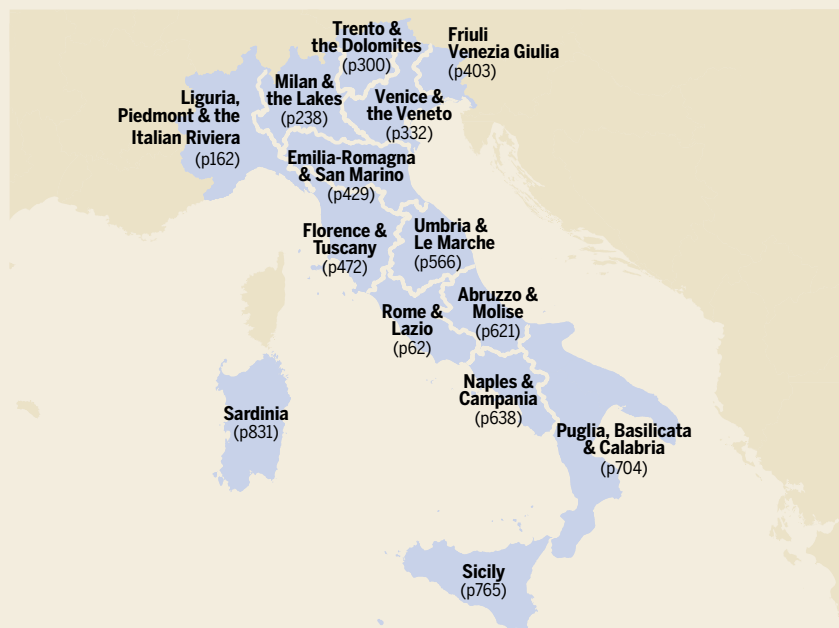 Trento &
the Dolomites
(p300)
Friuli
Venezia Giulia
(p403)
Milan &
the Lakes
(p238)
Liguria,
Piedmont & the
Italian Riviera
(p162)
Venice &
the Veneto
(p332)
Emilia-Romagna
& San Marino
(p429)
Florence &
Tuscany
(p472)
Umbria &
Le Marche
(p566)
Abruzzo &
Molise
(p621)
Rome &
Lazio
(p62)
Naples &
Campania
(p638)
Sardinia
(p831)
Puglia, Basilicata
& Calabria
(p704)
Sicily
(p765)